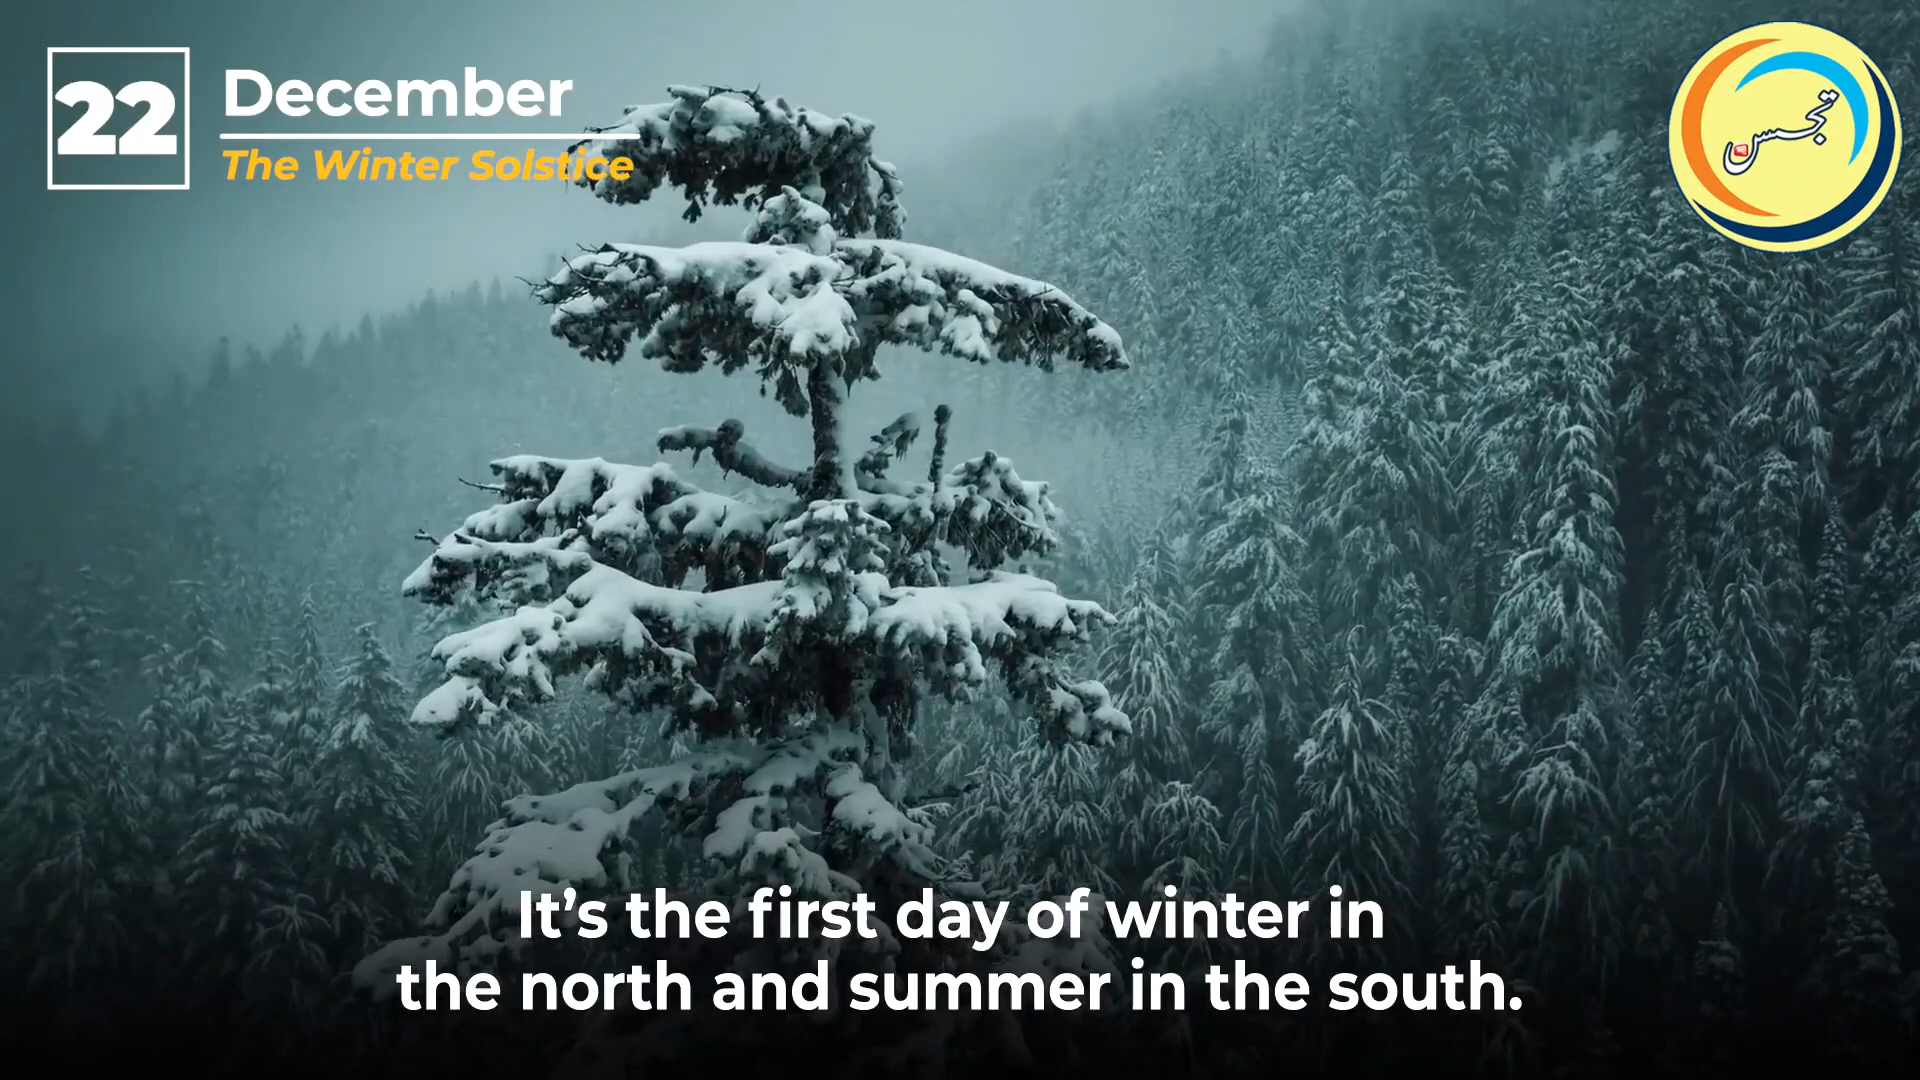 22
December
The Winter Solstice
تجسس
It's the first day of winter in
the north and summer in the south.